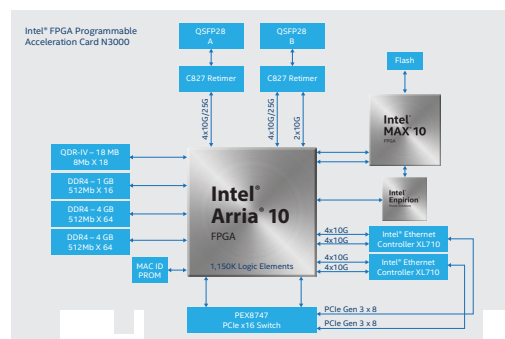 Intel® FPGA Programmable
Acceleration Card N3000
QSFP28
A
QSFP28
B
C827 Retimer
C827 Retimer
Flash
4x10G/25G
4x10G/25G
2x10G
Intel®
MAX 10
FPGA
QDR-IV – 18 MB
8Mb X 18
DDR4 – 1 GB
512Mb X 16
DDR4 – 4 GB
512Mb X 64
DDR4 – 4 GB
512Mb X 64
MAC ID
PROM
Intel®
Arria® 10
FPGA
1,150K Logic Elements
Intel®
Enpirion
4x10G
4x10G
Intel® Ethernet
Controller XL710
4x10G
4x10G
Intel® Ethernet
Controller XL710
PEX8747
PCIe x16 Switch
PCIe Gen 3 x 8
PCIe Gen 3 x 8